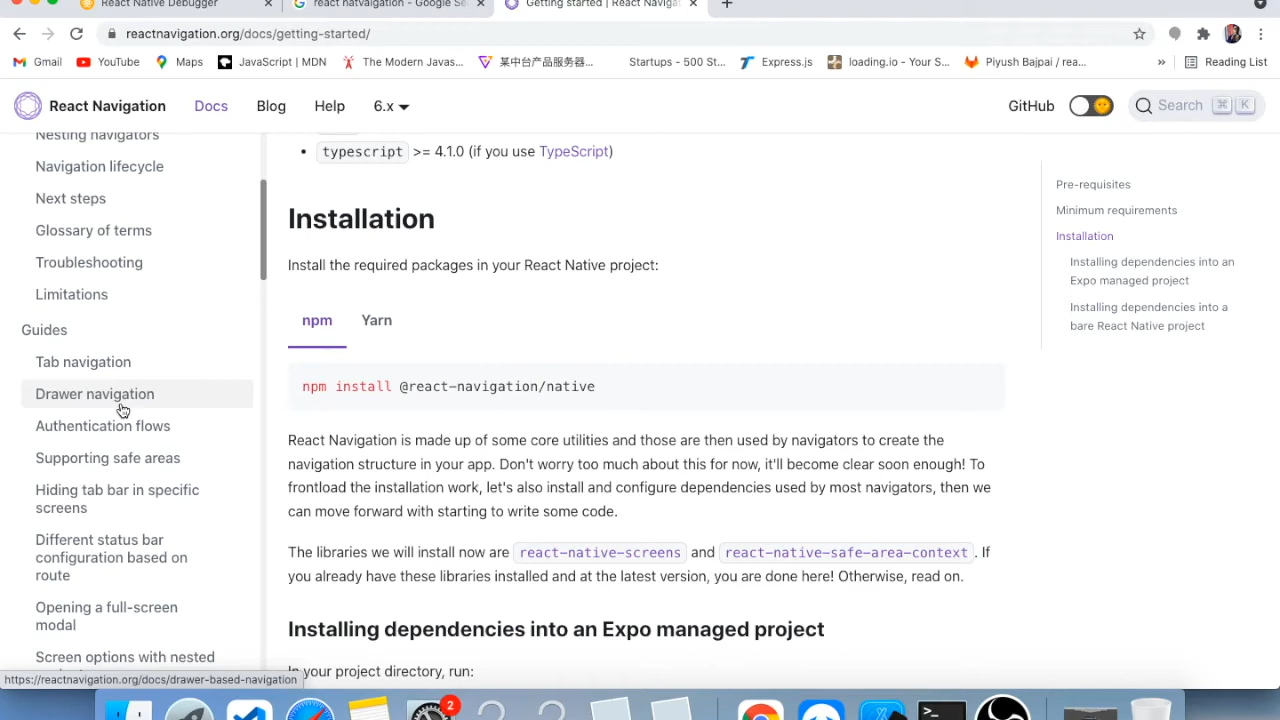 React Native Debugger
react natvaigation - Google Se
Getting started | React Navigat
reactnavigation.org/docs/getting-started/
Gmail
YouTube
Maps
JavaScript | MDN
The Modern Javas...
某中台产品服务器...
Startups - 500 St...
Express.js
loading.io - Your S...
Piyush Bajpai / rea...
»
Reading List
React Navigation
Docs
Blog
Help
6.x
GitHub
Search ⌘ K
Nesting navigators
Navigation lifecycle
Next steps
Glossary of terms
Troubleshooting
Limitations
Guides
Tab navigation
Drawer navigation
Authentication flows
Supporting safe areas
Hiding tab bar in specific
screens
Different status bar
configuration based on
route
Opening a full-screen
modal
Screen options with nested
https://reactnavigation.org/docs/drawer-based-navigation
• typescript >= 4.1.0 (if you use TypeScript)
Installation
Install the required packages in your React Native project:
npm
Yarn
npm install @react-navigation/native
React Navigation is made up of some core utilities and those are then used by navigators to create the
navigation structure in your app. Don't worry too much about this for now, it'll become clear soon enough! To
frontload the installation work, let's also install and configure dependencies used by most navigators, then we
can move forward with starting to write some code.
The libraries we will install now are react-native-screens and react-native-safe-area-context. If
you already have these libraries installed and at the latest version, you are done here! Otherwise, read on.
Installing dependencies into an Expo managed project
In your project directory, run:
Pre-requisites
Minimum requirements
Installation
Installing dependencies into an
Expo managed project
Installing dependencies into a
bare React Native project
2